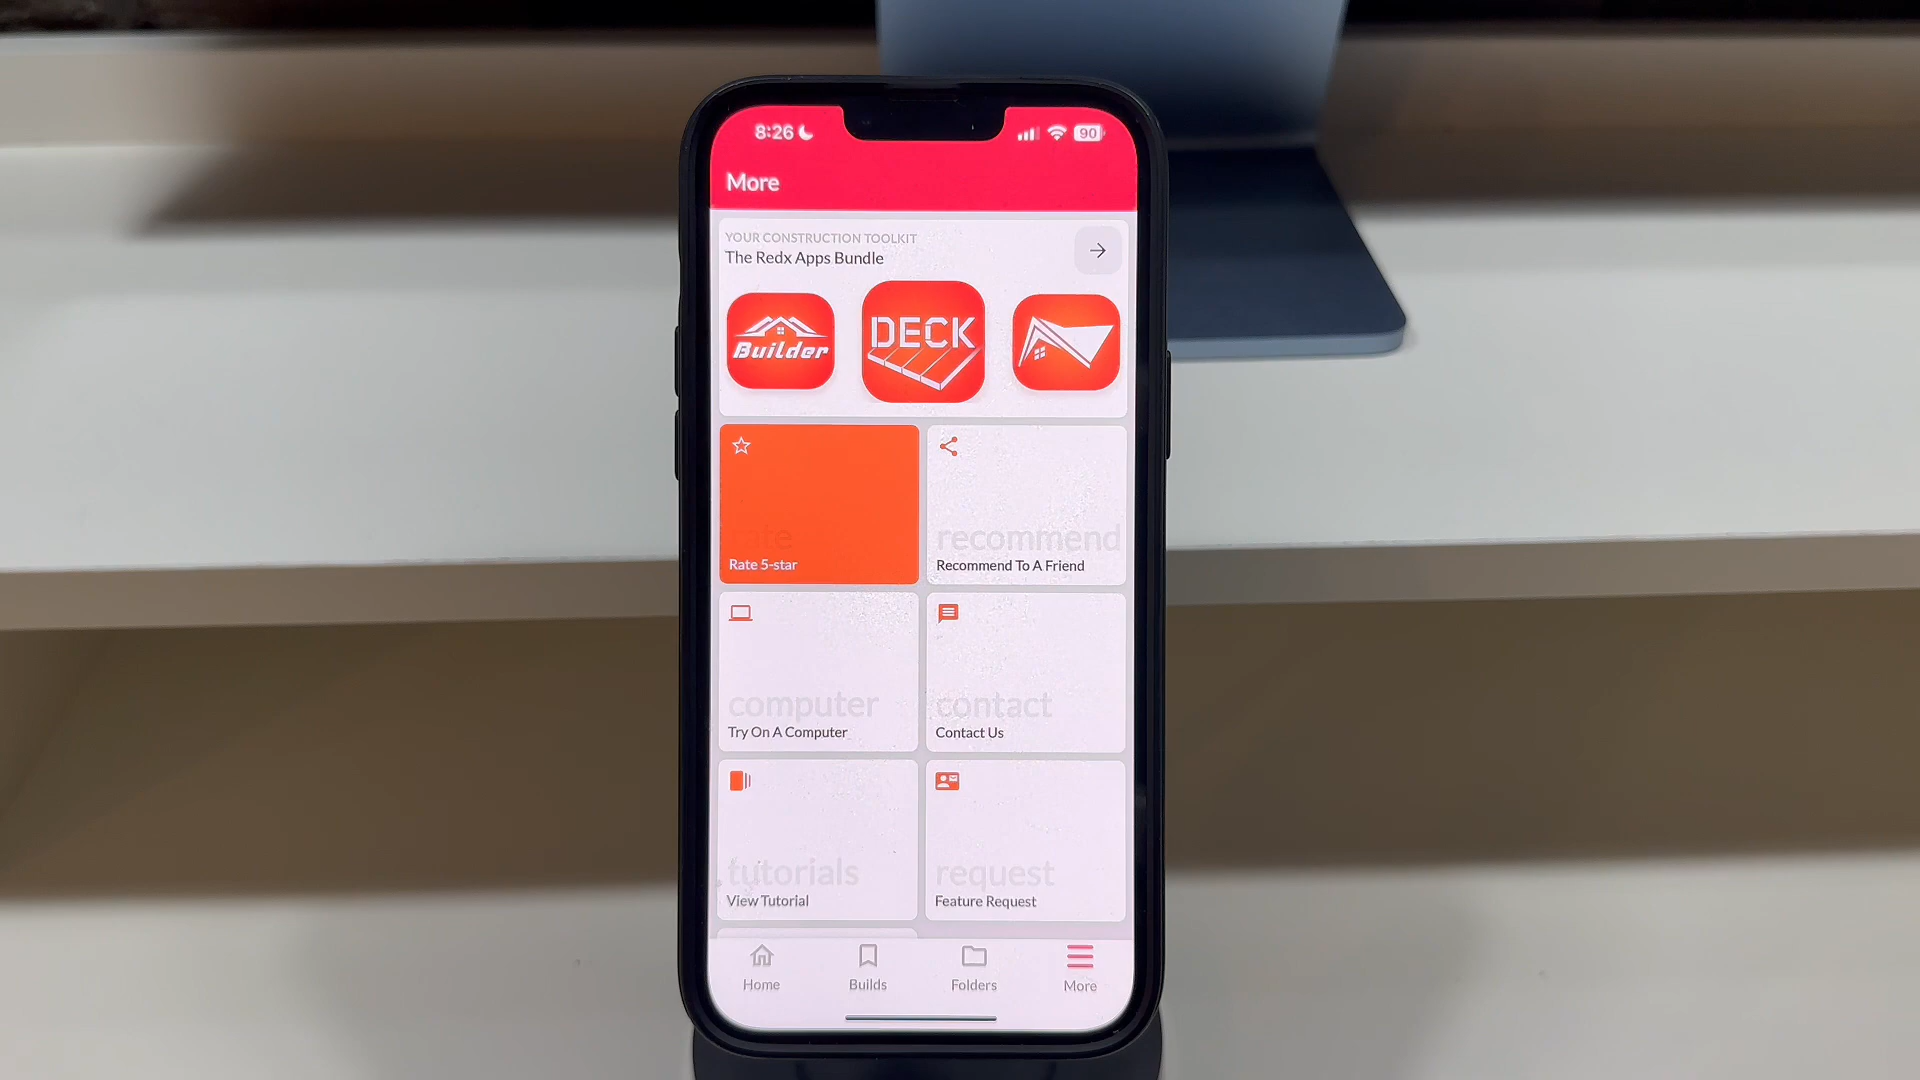 8:26
90
More
YOUR CONSTRUCTION TOOLKIT
The Redx Apps Bundle
Builder
DECK
rate
Rate 5-star
recommend
Recommend To A Friend
computer
Try On A Computer
contact
Contact Us
tutorials
View Tutorial
request
Feature Request
Home
Builds
Folders
More